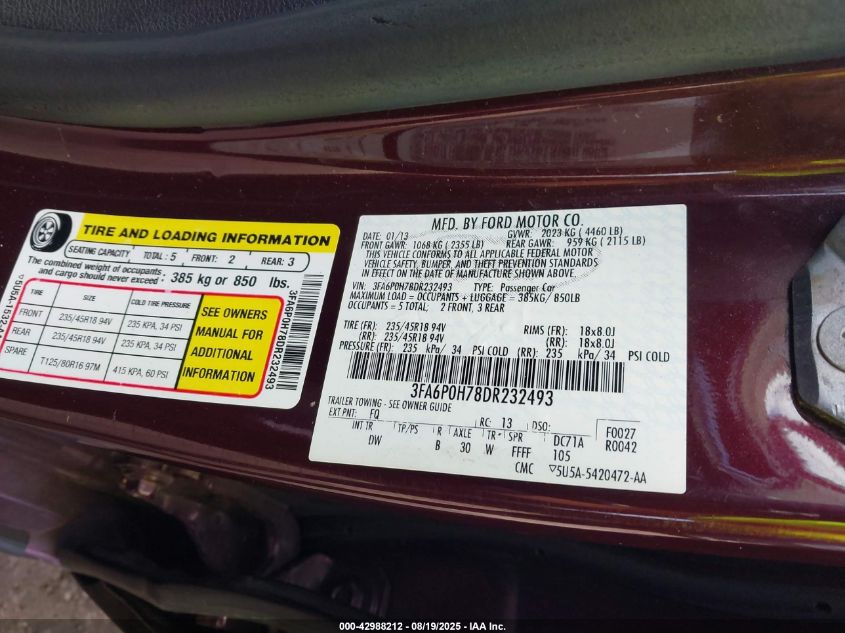 TIRE AND LOADING INFORMATION
SEATING CAPACITY TOTAL: 5 FRONT: 2 REAR: 3
The combined weight of occupants and cargo should never exceed: 385 kg or 850 lbs.
TIRE SIZE COLD TIRE PRESSURE
FRONT 235/45R18 94V 235 KPA, 34 PSI
REAR 235/45R18 94V 235 KPA, 34 PSI
SPARE T125/80R16 97M 415 KPA, 60 PSI
SEE OWNERS
MANUAL FOR
ADDITIONAL
INFORMATION
3FA6P0H78DR232493
MFD. BY FORD MOTOR CO.
DATE: 01/13 GVWR: 2023 KG ( 4460 LB)
FRONT GAWR: 1068 KG ( 2355 LB) REAR GAWR: 959 KG ( 2115 LB)
THIS VEHICLE CONFORMS TO ALL APPLICABLE FEDERAL MOTOR
VEHICLE SAFETY, BUMPER, AND THEFT PREVENTION STANDARDS
IN EFFECT ON THE DATE OF MANUFACTURE SHOWN ABOVE.
VIN: 3FA6P0H78DR232493 TYPE: Passenger Car
MAXIMUM LOAD = OCCUPANTS + LUGGAGE = 385KG / 850LB
OCCUPANTS = 5 TOTAL; 2 FRONT, 3 REAR
TIRE (FR): 235/45R18 94V RIMS (FR): 18x8.0J
(RR): 235/45R18 94V (RR): 18x8.0J
PRESSURE (FR) 235 kPa/ 34 PSI COLD (RR) 235 kPa/ 34 PSI COLD
3FA6P0H78DR232493
TRAILER TOWING - SEE OWNER GUIDE
EXT PNT: FQ RC: 13 DSO: F0027
INT TR TP/PS R AXLE TR SPR DC71A R0042
DW B 30 W FFFF 105
CMC ▽5U5A-5420472-AA
000-42988212 - 08/19/2025 - IAA Inc.